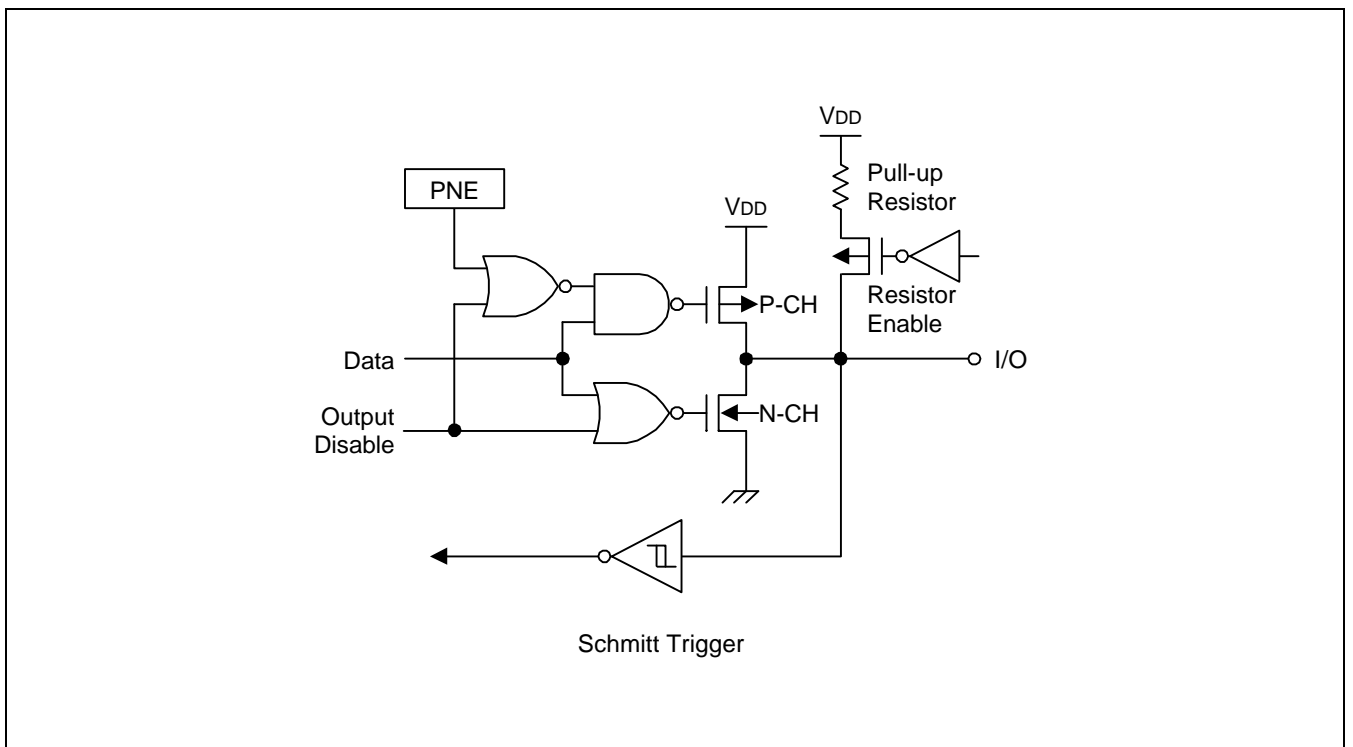 VDD
Pull-up
Resistor
PNE
VDD
P-CH
Resistor
Enable
Data
I/O
Output
Disable
N-CH
Schmitt Trigger